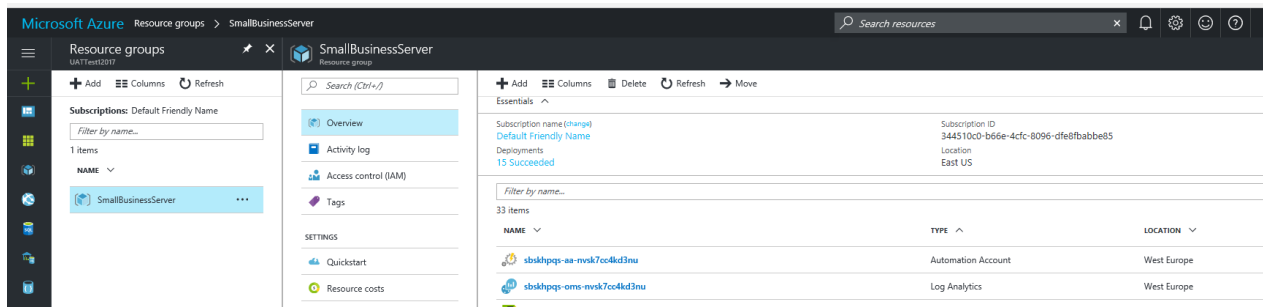 Microsoft Azure Resource groups > SmallBusinessServer
Search resources
Resource groups
UATTest12017
SmallBusinessServer
Resource group
Add Columns Refresh
Subscriptions: Default Friendly Name
Filter by name...
1 items
NAME
SmallBusinessServer ...
Search (Ctrl+/)
Overview
Activity log
Access control (IAM)
Tags
SETTINGS
Quickstart
Resource costs
Add Columns Delete Refresh Move
Essentials
Subscription name (change)
Default Friendly Name
Deployments
15 Succeeded
Subscription ID
344510c0-b66e-4cfc-8096-dfe8fbabbe85
Location
East US
Filter by name...
33 items
NAME TYPE LOCATION
sbskhpqs-aa-nvsk7cc4kd3nu Automation Account West Europe
sbskhpqs-oms-nvsk7cc4kd3nu Log Analytics West Europe